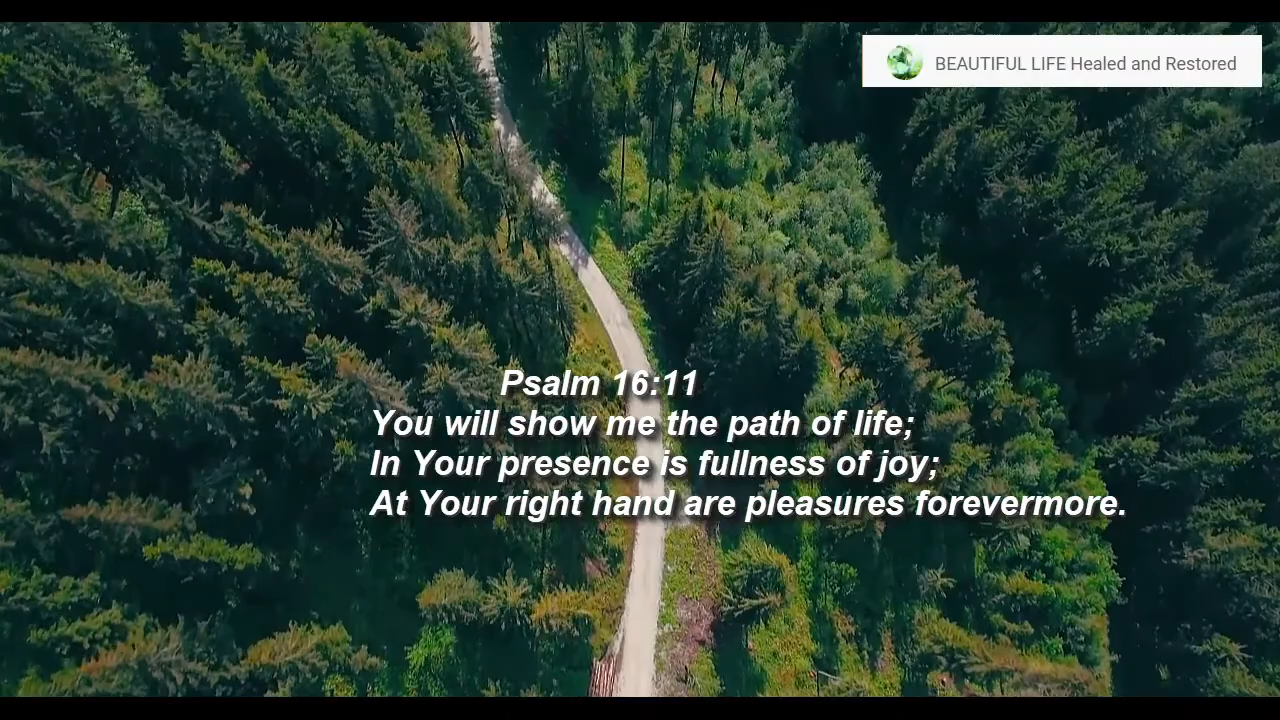 BEAUTIFUL LIFE Healed and Restored
Psalm 16:11
You will show me the path of life;
In Your presence is fullness of joy;
At Your right hand are pleasures forevermore.